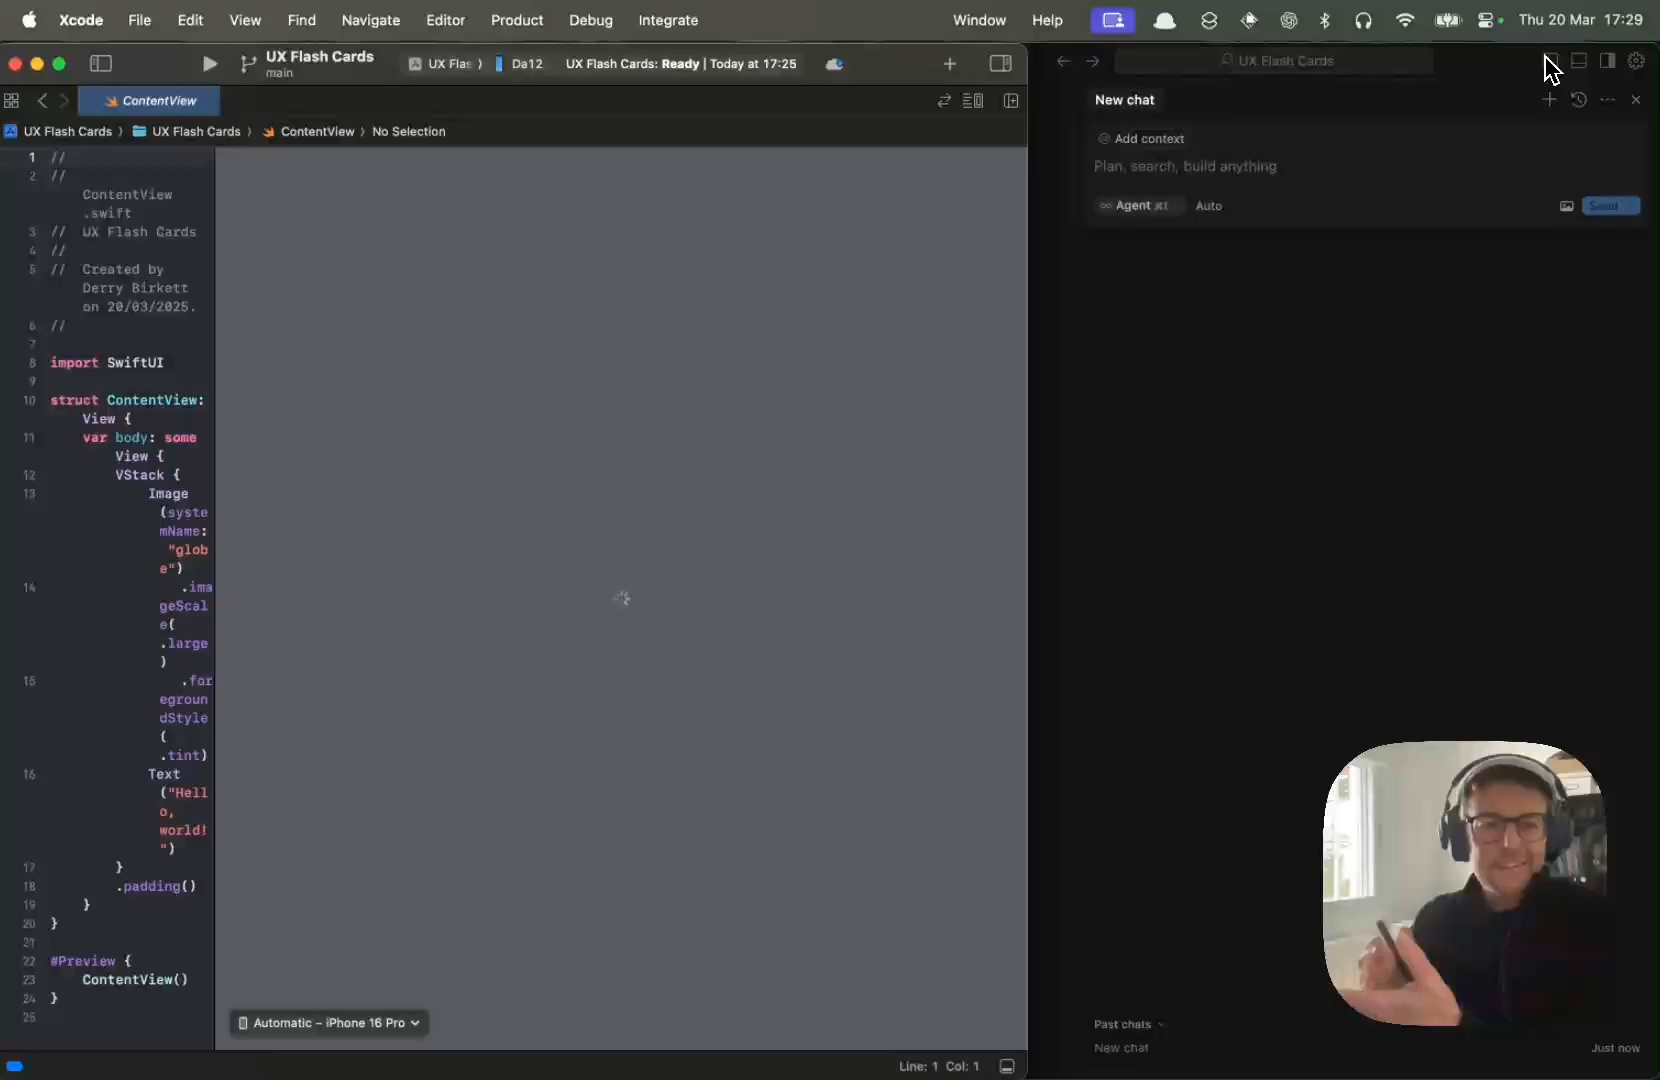 Xcode File Edit View Find Navigate Editor Product Debug Integrate Window Help Thu 20 Mar 17:29
UX Flash Cards
main
UX Flas
Da12
UX Flash Cards: Ready | Today at 17:25
UX Flash Cards
ContentView
New chat
UX Flash Cards UX Flash Cards ContentView No Selection
Add context
Plan, search, build anything
Agent ⌘I Auto
Send
1 //
2 //
ContentView
.swift
3 // UX Flash Cards
4 //
5 // Created by
Derry Birkett
on 20/03/2025.
6 //
7
8 import SwiftUI
9
10 struct ContentView:
View {
11 var body: some
View {
12 VStack {
13 Image
(syste
mName:
"glob
e")
14 .ima
geScal
e(
.large
)
15 .for
egroun
dStyle
(
.tint)
16 Text
("Hell
o,
world!
")
17 }
18 .padding()
19 }
20 }
21
22 #Preview {
23 ContentView()
24 }
25
Automatic – iPhone 16 Pro
Line: 1 Col: 1
Past chats
New chat Just now